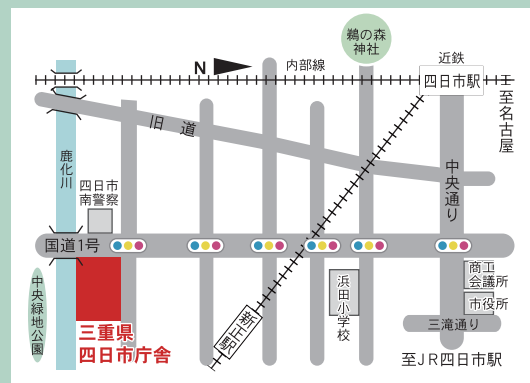 鵜の森
神社
N
内部線
近鉄
四日市駅
至名古屋
旧道
鹿化川
四日市
南警察
中央通り
国道1号
中央緑地公園
三重県
四日市庁舎
新正駅
浜田小学校
商工
会議所
市役所
三滝通り
至JR四日市駅